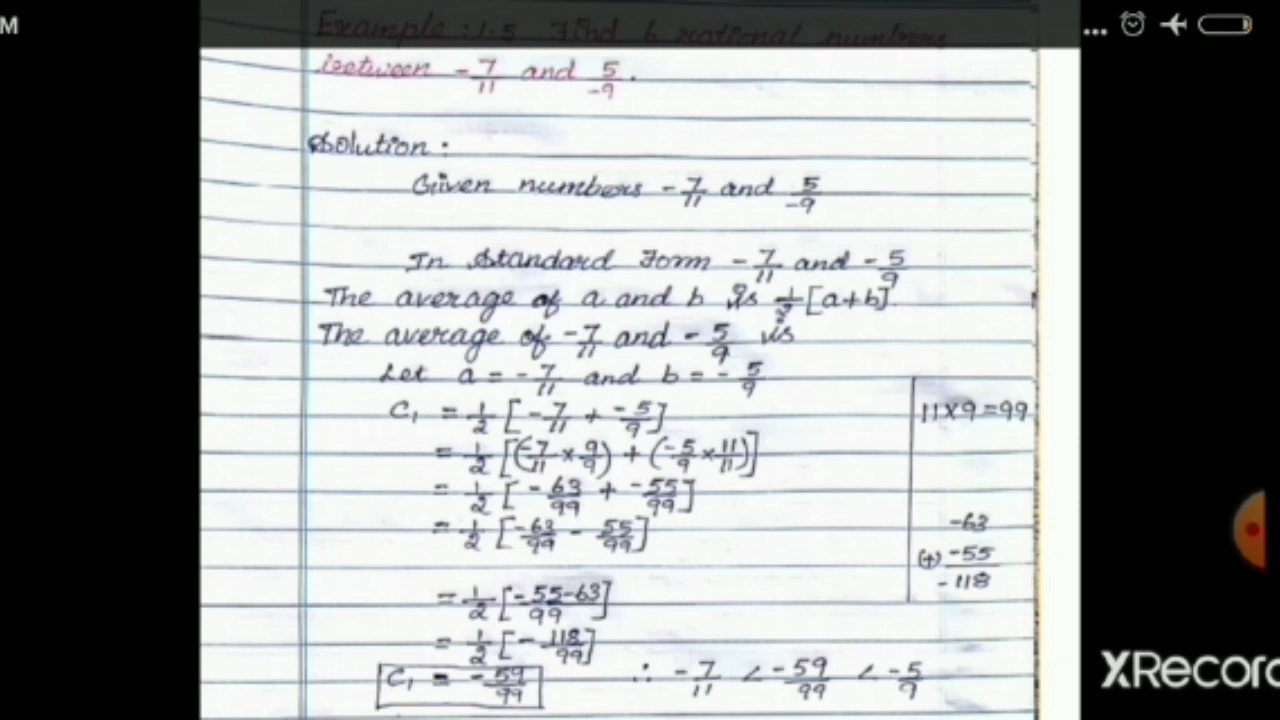 M
...
Example : 1.5 Find 6 rational numbers
between -7/11 and 5/-9.
Solution :
Given numbers -7/11 and 5/-9
In Standard Form -7/11 and -5/9
The average of a and b is 1/2 [a+b].
The average of -7/11 and -5/9 is
Let a = -7/11 and b = -5/9
C₁ = 1/2 [-7/11 + -5/9]
11×9=99
= 1/2 [(-7/11 × 9/9) + (-5/9 × 11/11)]
= 1/2 [-63/99 + -55/99]
= 1/2 [-63/99 - 55/99]
-63
(+) -55
-118
= 1/2 [-55-63/99]
= 1/2 [-118/99]
C₁ = -59/99
∴ -7/11 < -59/99 < -5/9
XRecord